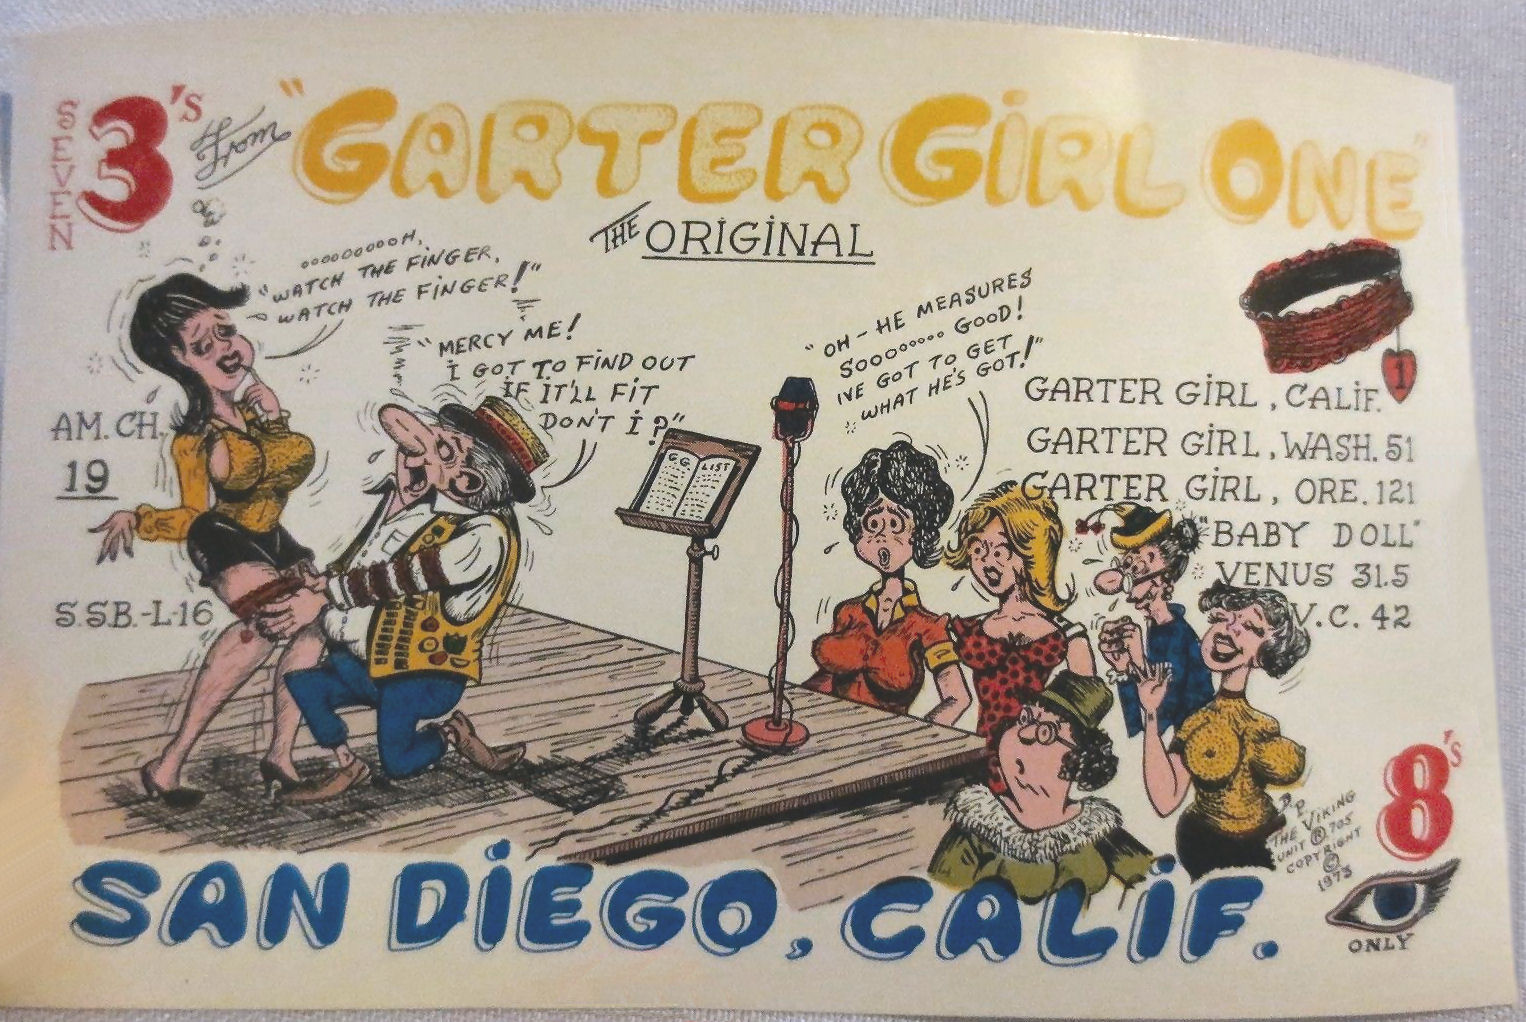 SEVEN
3's
From
"GARTER GIRL ONE"
THE ORIGINAL
"oooooooooH,
WATCH THE FINGER,
WATCH THE FINGER!"
"MERCY ME!
I GOT TO FIND OUT
IF IT'LL FIT
DON'T I?"
"OH - HE MEASURES
SOOOooooo GOOD!
IVE GOT TO GET
WHAT HE'S GOT!"
G.G. LIST
1
AM. CH.
19
S.S.B.-L-16
GARTER GIRL, CALIF.
GARTER GIRL, WASH. 51
GARTER GIRL, ORE. 121
"BABY DOLL"
VENUS 31.5
V.C. 42
THE VIKING
UNIT ® 705
COPYRIGHT
©
1973
8's
ONLY
SAN DIEGO, CALIF.